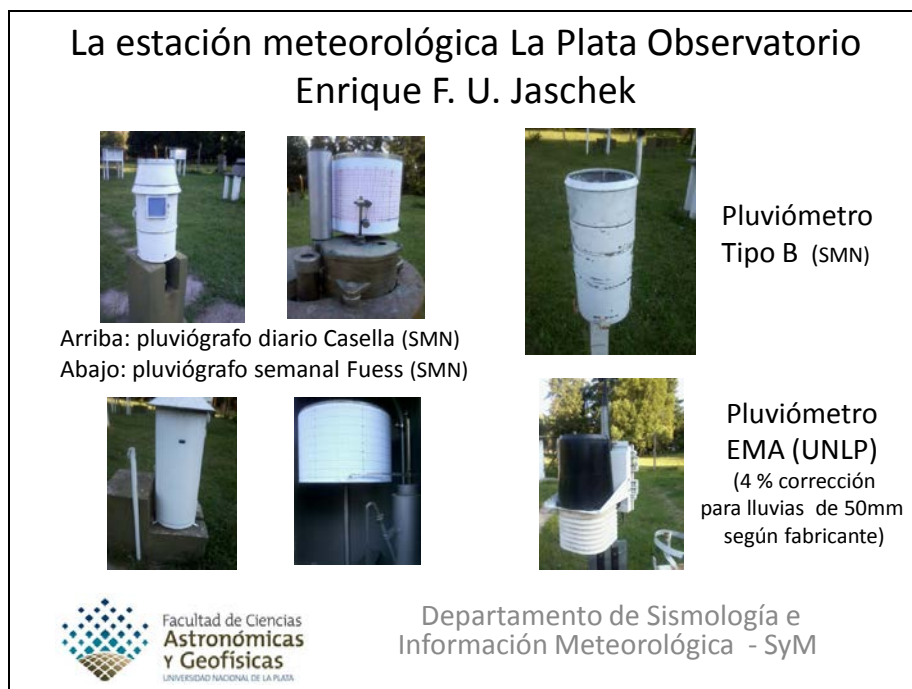 La estación meteorológica La Plata Observatorio
Enrique F. U. Jaschek
Arriba: pluviógrafo diario Casella (SMN)
Abajo: pluviógrafo semanal Fuess (SMN)
Pluviómetro
Tipo B (SMN)
Pluviómetro
EMA (UNLP)
(4 % corrección
para lluvias de 50mm
según fabricante)
Facultad de Ciencias
Astronómicas
y Geofísicas
UNIVERSIDAD NACIONAL DE LA PLATA
Departamento de Sismología e
Información Meteorológica - SyM